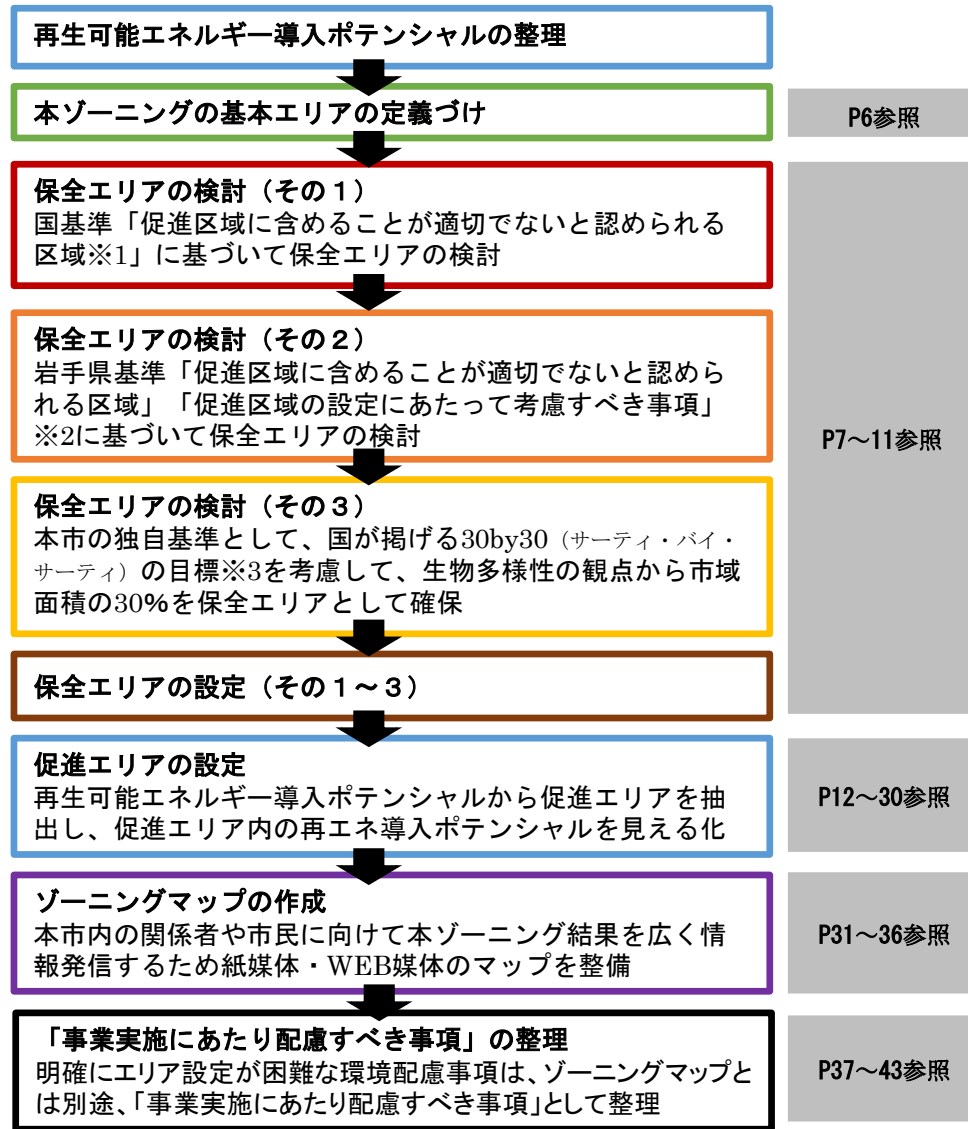 再生可能エネルギー導入ポテンシャルの整理
本ゾーニングの基本エリアの定義づけ
P6参照
保全エリアの検討（その１）
国基準「促進区域に含めることが適切でないと認められる
区域※1」に基づいて保全エリアの検討
保全エリアの検討（その２）
岩手県基準「促進区域に含めることが適切でないと認めら
れる区域」「促進区域の設定にあたって考慮すべき事項」
※2に基づいて保全エリアの検討
P7～11参照
保全エリアの検討（その３）
本市の独自基準として、国が掲げる30by30（サーティ・バイ・
サーティ）の目標※3を考慮して、生物多様性の観点から市域
面積の30%を保全エリアとして確保
保全エリアの設定（その１～３）
促進エリアの設定
再生可能エネルギー導入ポテンシャルから促進エリアを抽
出し、促進エリア内の再エネ導入ポテンシャルを見える化
P12～30参照
ゾーニングマップの作成
本市内の関係者や市民に向けて本ゾーニング結果を広く情
報発信するため紙媒体・WEB媒体のマップを整備
P31～36参照
「事業実施にあたり配慮すべき事項」の整理
明確にエリア設定が困難な環境配慮事項は、ゾーニングマップと
は別途、「事業実施にあたり配慮すべき事項」として整理
P37～43参照